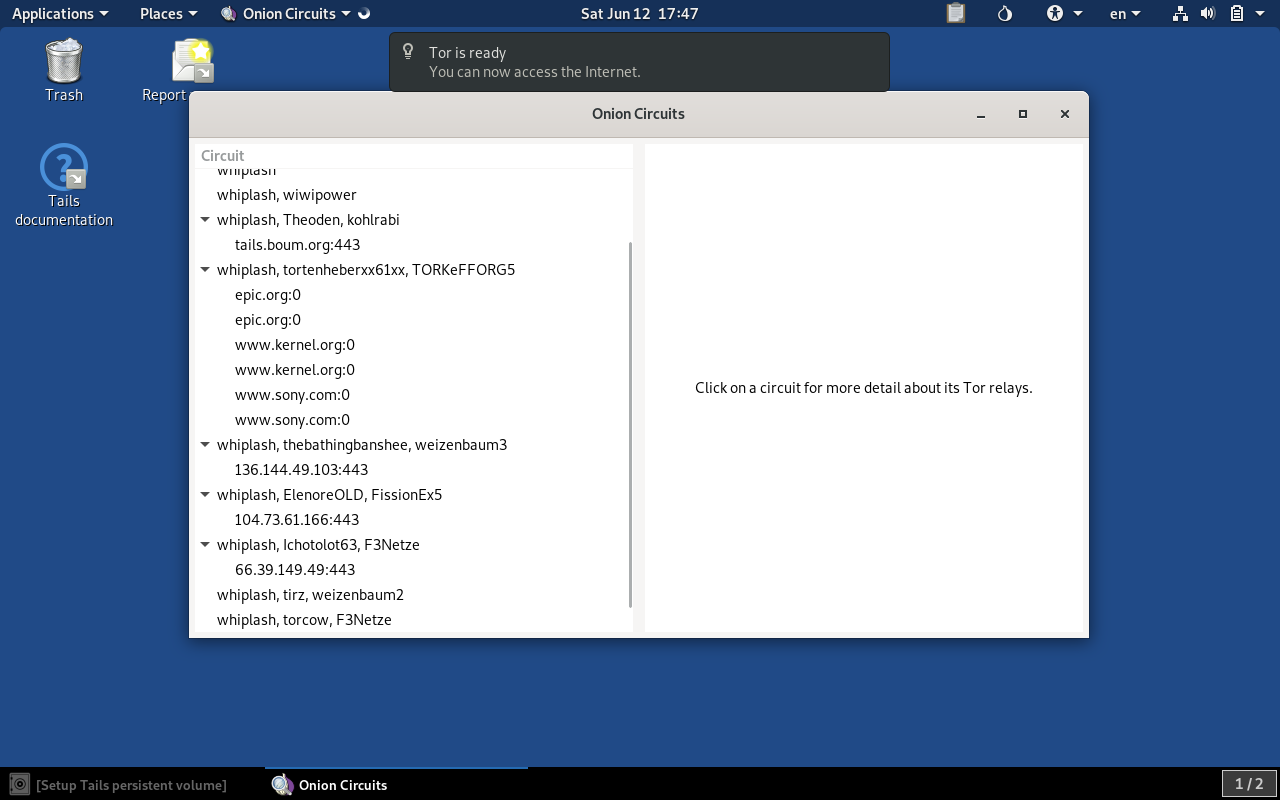 Applications Places Onion Circuits Sat Jun 12 17:47 en
Tor is ready
You can now access the Internet.
Trash
Report
Tails
documentation
Onion Circuits
Circuit
whiplash
whiplash, wiwipower
whiplash, Theoden, kohlrabi
tails.boum.org:443
whiplash, tortenheberxx61xx, TORKeFFORG5
epic.org:0
epic.org:0
www.kernel.org:0
www.kernel.org:0
www.sony.com:0
www.sony.com:0
whiplash, thebathingbanshee, weizenbaum3
136.144.49.103:443
whiplash, ElenoreOLD, FissionEx5
104.73.61.166:443
whiplash, Ichotolot63, F3Netze
66.39.149.49:443
whiplash, tirz, weizenbaum2
whiplash, torcow, F3Netze
Click on a circuit for more detail about its Tor relays.
[Setup Tails persistent volume] Onion Circuits 1 / 2